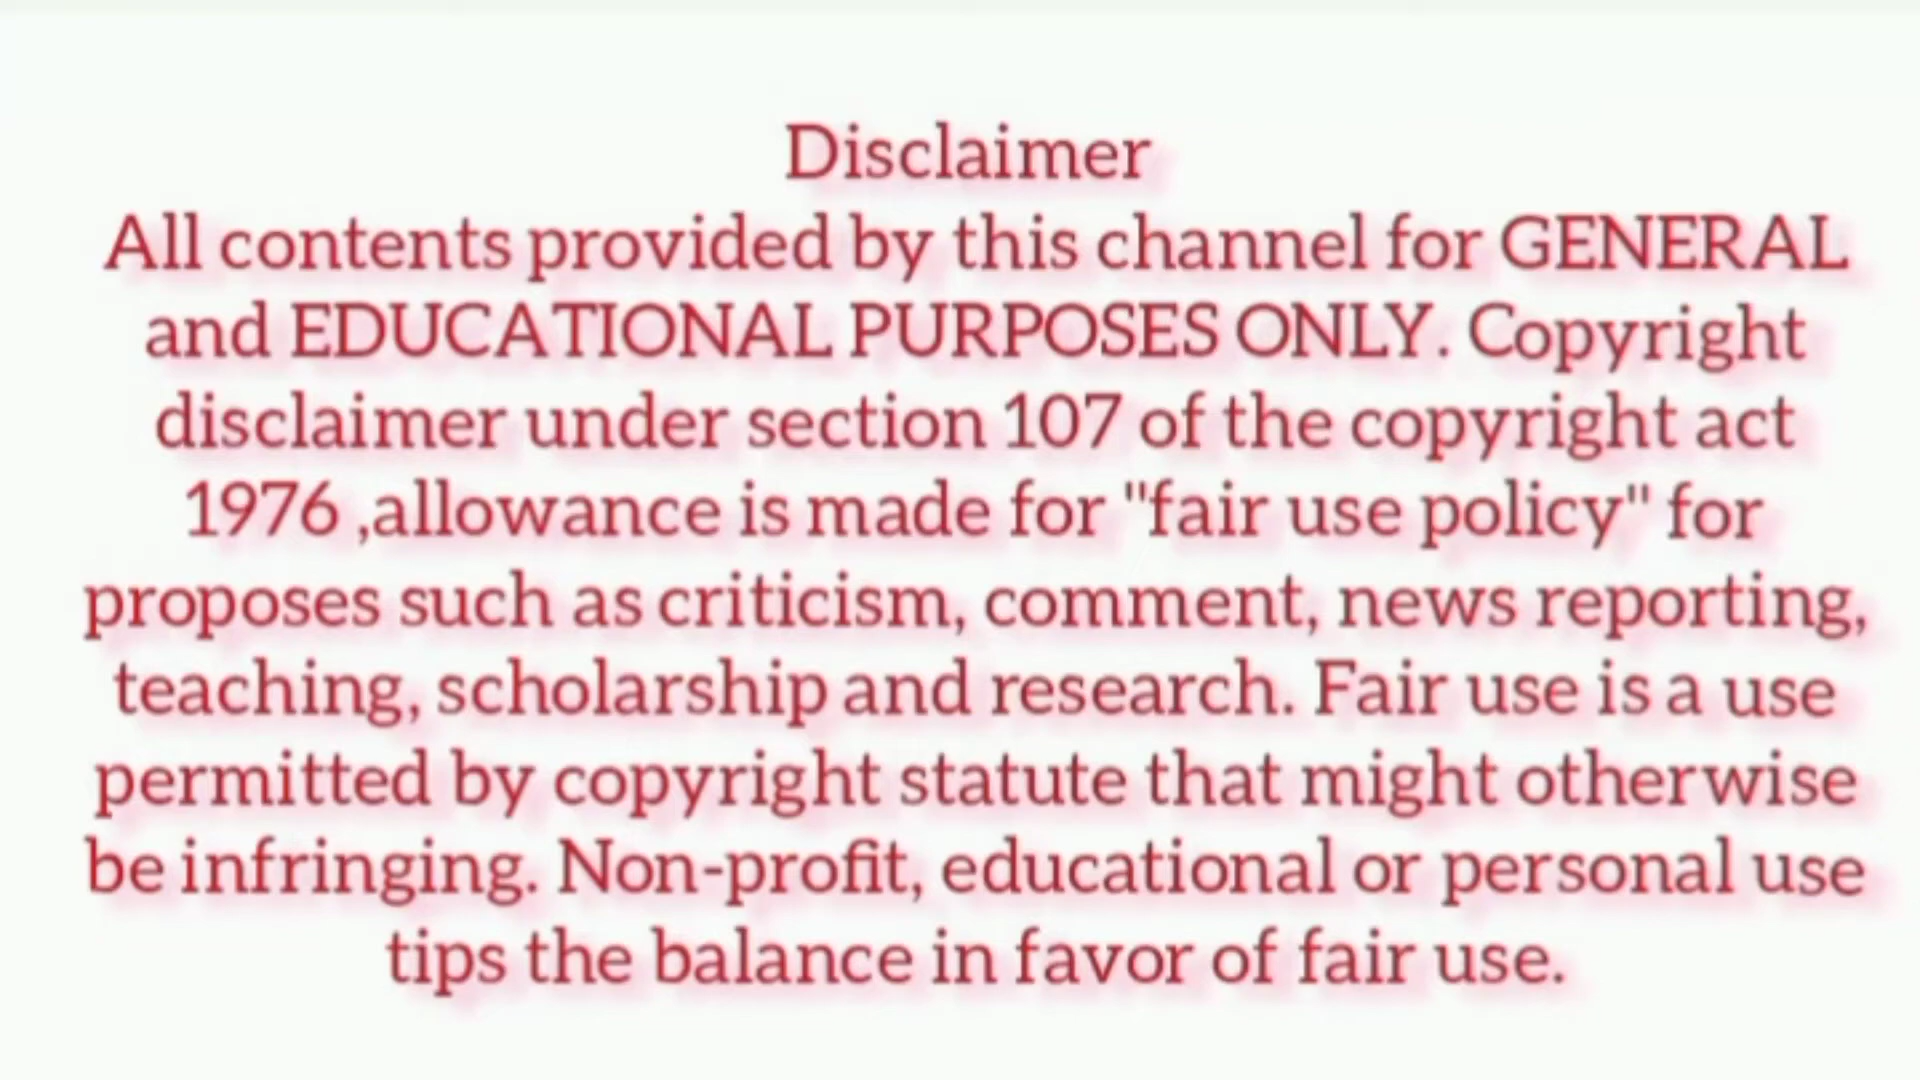 Disclaimer
All contents provided by this channel for GENERAL
and EDUCATIONAL PURPOSES ONLY. Copyright
disclaimer under section 107 of the copyright act
1976 ,allowance is made for "fair use policy" for
proposes such as criticism, comment, news reporting,
teaching, scholarship and research. Fair use is a use
permitted by copyright statute that might otherwise
be infringing. Non-profit, educational or personal use
tips the balance in favor of fair use.